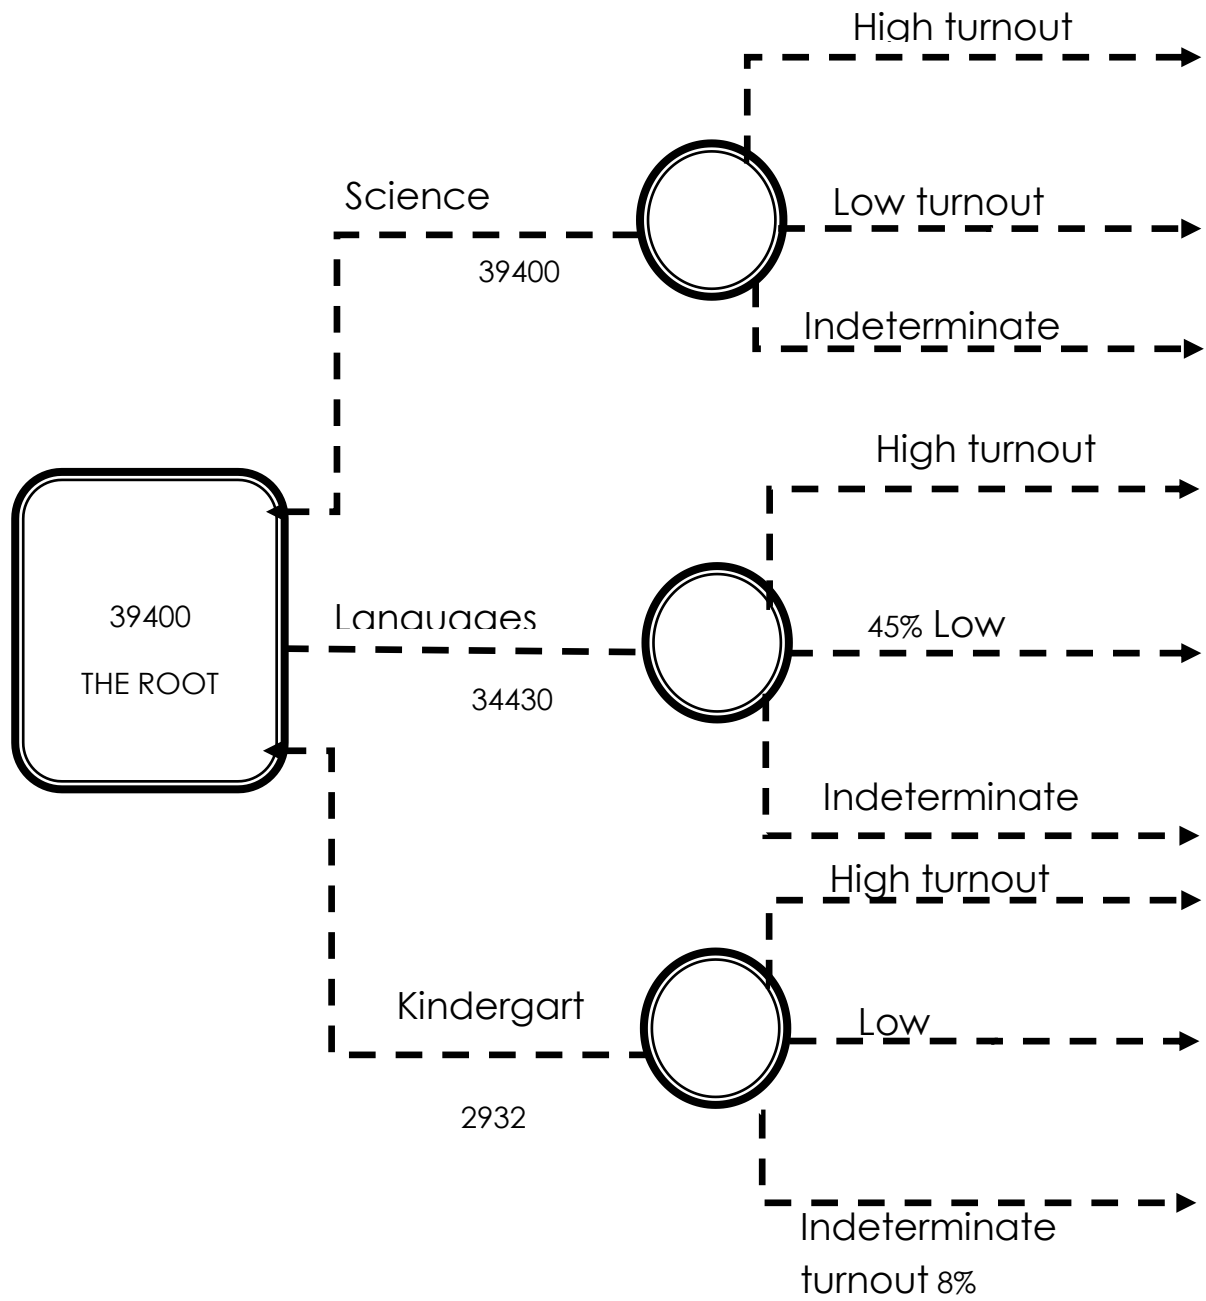 High turnout
Science
Low turnout
39400
Indeterminate
High turnout
39400
THE ROOT
Languages
45% Low
34430
Indeterminate
High turnout
Kindergart
Low
2932
Indeterminate
turnout 8%